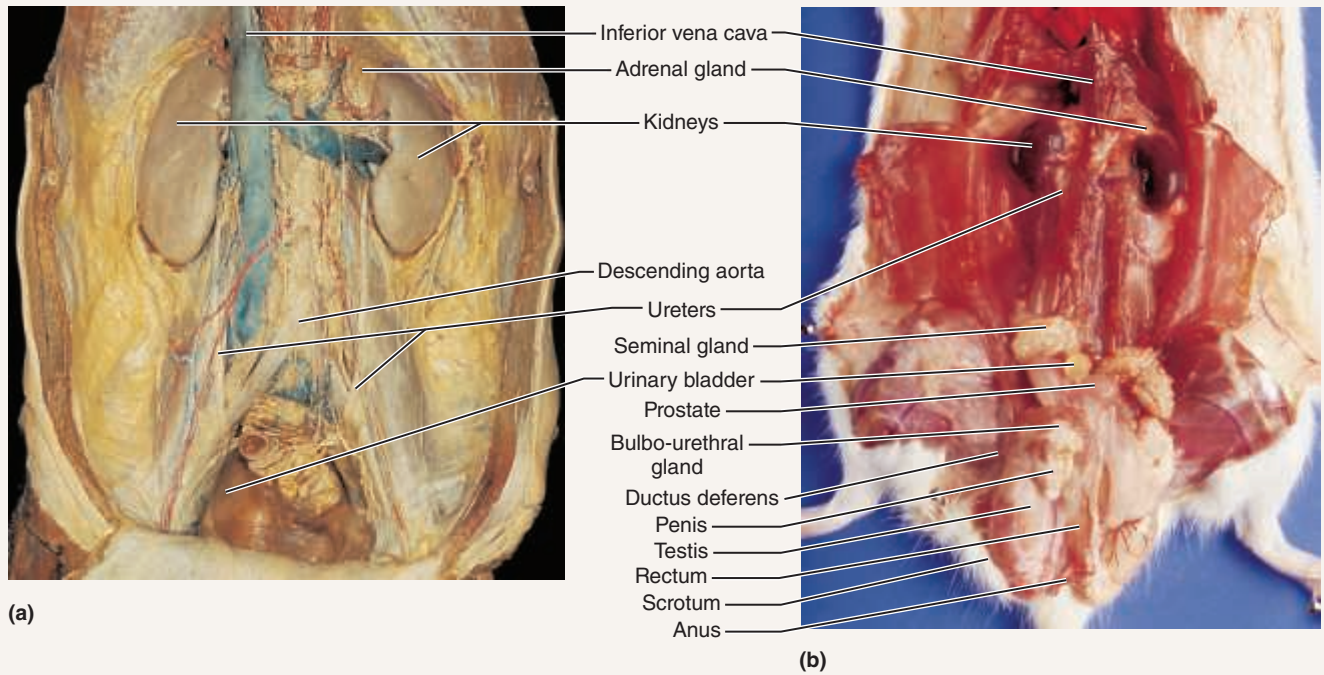 Inferior vena cava
Adrenal gland
Kidneys
Descending aorta
Ureters
Seminal gland
Urinary bladder
Prostate
Bulbo-urethral
gland
Ductus deferens
Penis
Testis
Rectum
Scrotum
Anus
(a)
(b)